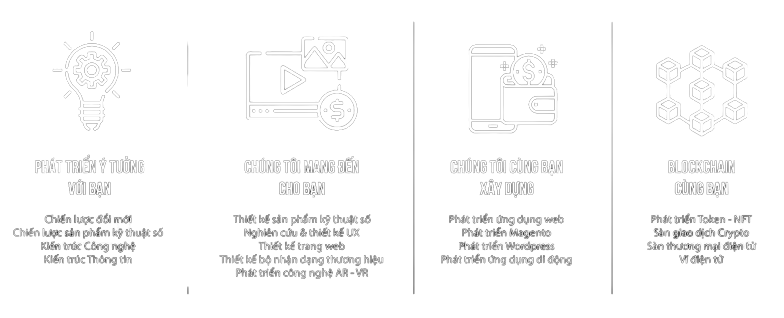 PHÁT TRIỂN Ý TƯỞNG
VỚI BẠN
Chiến lược đổi mới
Chiến lược sản phẩm kỹ thuật số
Kiến trúc Công nghệ
Kiến trúc Thông tin
CHÚNG TÔI MANG ĐẾN
CHO BẠN
Thiết kế sản phẩm kỹ thuật số
Nghiên cứu & thiết kế UX
Thiết kế trang web
Thiết kế bộ nhận dạng thương hiệu
Phát triển công nghệ AR - VR
CHÚNG TÔI CÙNG BẠN
XÂY DỰNG
Phát triển ứng dụng web
Phát triển Magento
Phát triển Wordpress
Phát triển ứng dụng di động
BLOCKCHAIN
CÙNG BẠN
Phát triển Token - NFT
Sàn giao dịch Crypto
Sàn thương mại điện tử
Ví điện tử